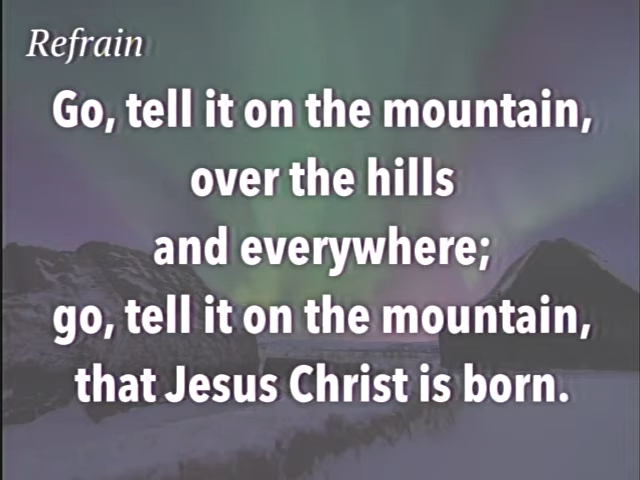 Refrain
Go, tell it on the mountain,
over the hills
and everywhere;
go, tell it on the mountain,
that Jesus Christ is born.